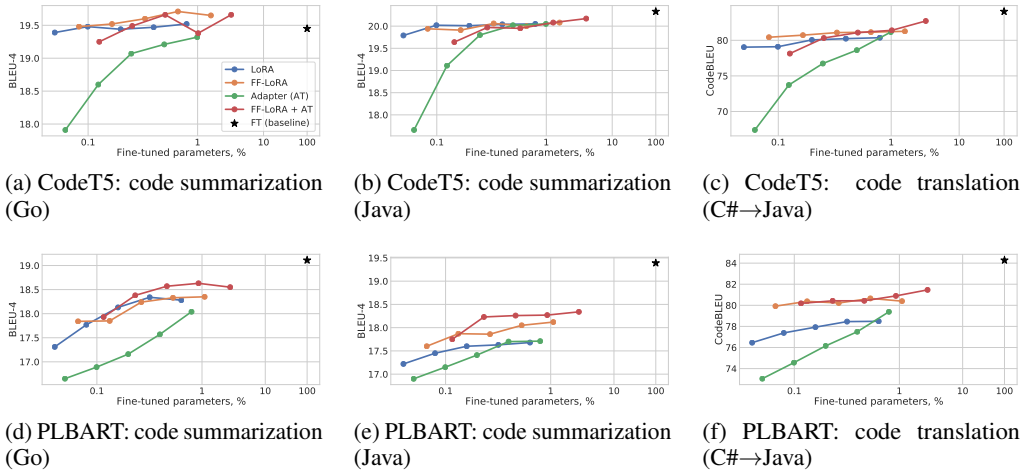 19.5
19.0
18.5
18.0
BLEU-4
0.1
1
10
100
Fine-tuned parameters, %
LoRA
FF-LoRA
Adapter (AT)
FF-LoRA + AT
FT (baseline)
20.0
19.5
19.0
18.5
18.0
BLEU-4
0.1
1
10
100
Fine-tuned parameters, %
80
75
70
CodeBLEU
0.1
1
10
100
Fine-tuned parameters, %
(a) CodeT5: code summarization
(Go)
(b) CodeT5: code summarization
(Java)
(c) CodeT5: code translation
(C#→Java)
19.0
18.5
18.0
17.5
17.0
BLEU-4
0.1
1
10
100
Fine-tuned parameters, %
19.5
19.0
18.5
18.0
17.5
17.0
BLEU-4
0.1
1
10
100
Fine-tuned parameters, %
84
82
80
78
76
74
CodeBLEU
0.1
1
10
100
Fine-tuned parameters, %
(d) PLBART: code summarization
(Go)
(e) PLBART: code summarization
(Java)
(f) PLBART: code translation
(C#→Java)